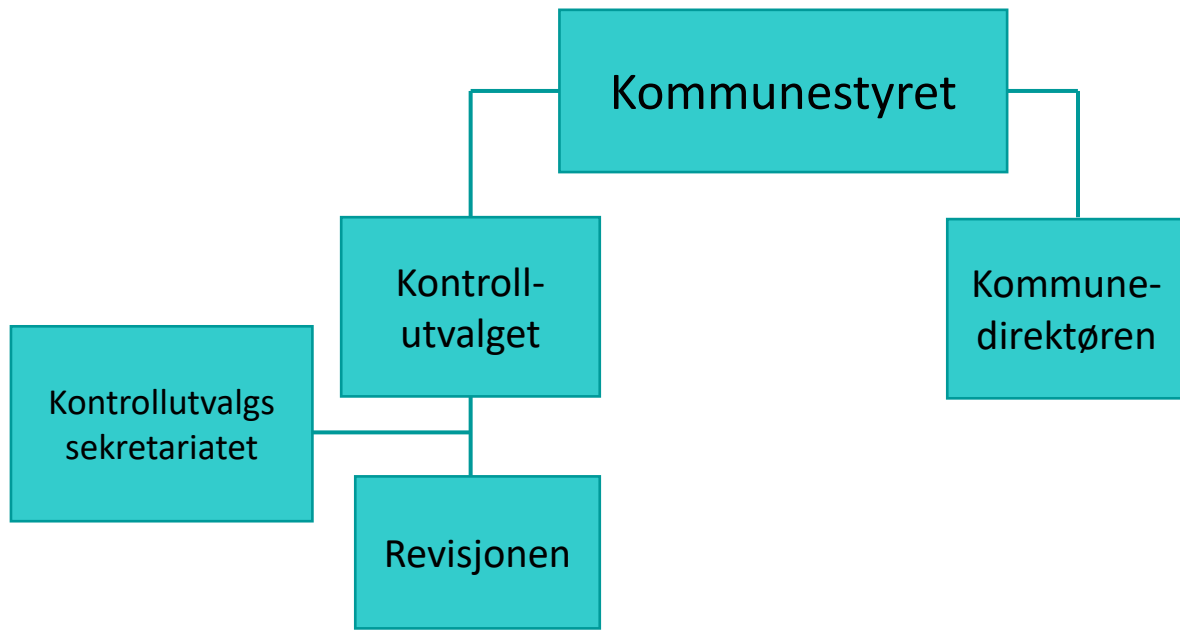 Kommunestyret
Kontroll-
utvalget
Kommune-
direktøren
Kontrollutvalgs
sekretariatet
Revisjonen